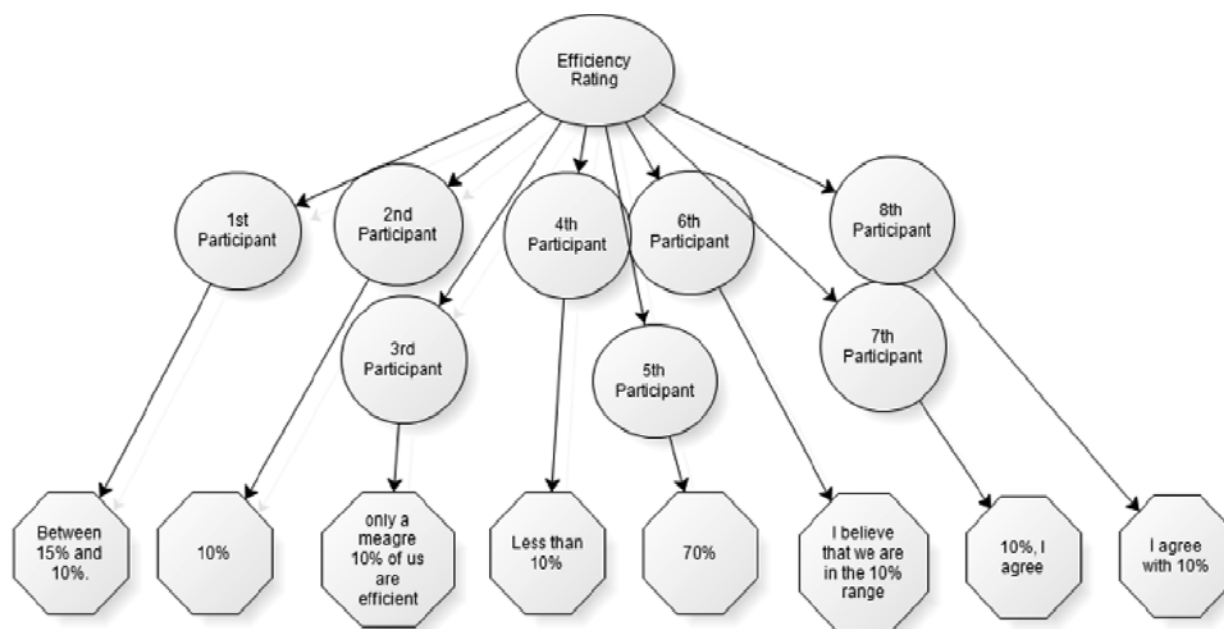 Efficiency
Rating
1st
Participant
2nd
Participant
4th
Participant
6th
Participant
8th
Participant
3rd
Participant
5th
Participant
7th
Participant
Between
15% and
10%.
10%
only a
meagre
10% of us
are
efficient
Less than
10%
70%
I believe
that we are
in the 10%
range
10%, I
agree
I agree
with 10%